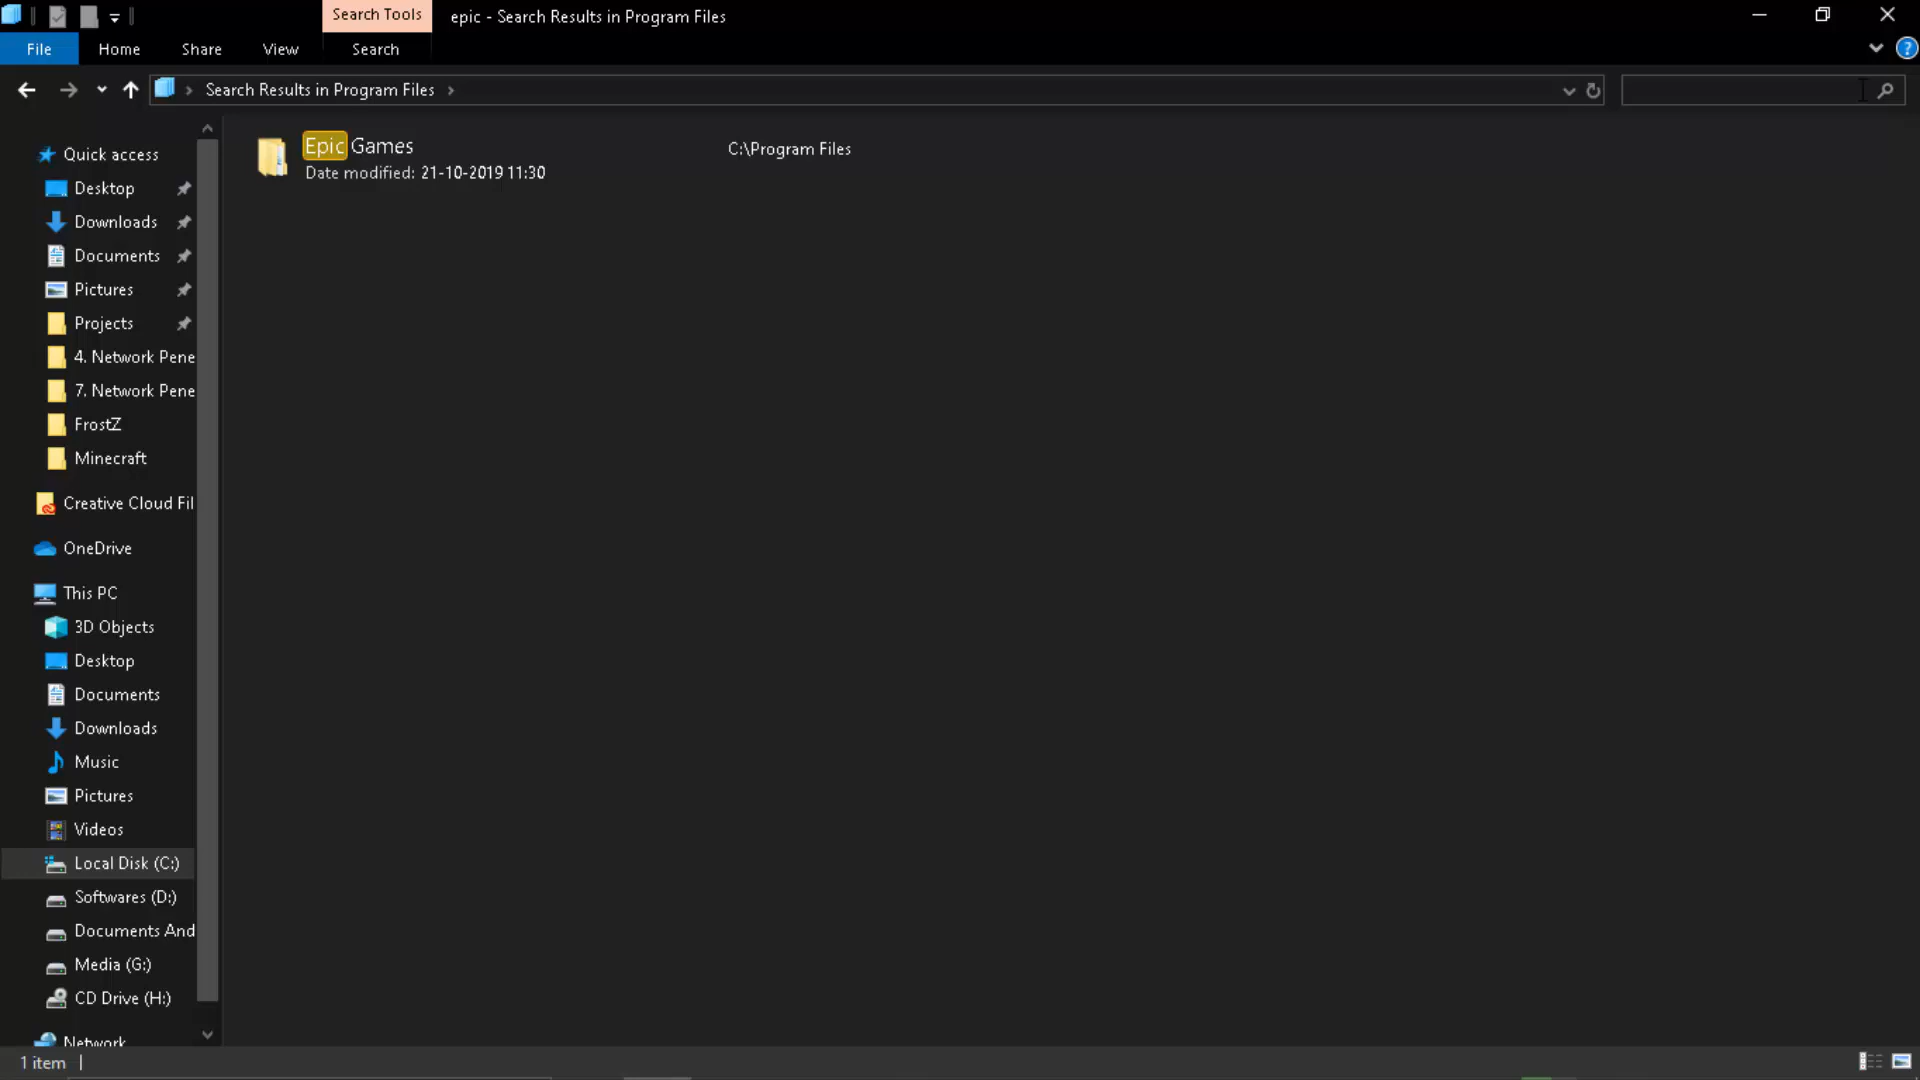 Search Tools
epic - Search Results in Program Files
File
Home
Share
View
Search
Search Results in Program Files
Quick access
Desktop
Downloads
Documents
Pictures
Projects
4. Network Pene
7. Network Pene
FrostZ
Minecraft
Creative Cloud Fil
OneDrive
This PC
3D Objects
Desktop
Documents
Downloads
Music
Pictures
Videos
Local Disk (C:)
Softwares (D:)
Documents And
Media (G:)
CD Drive (H:)
Network
Epic Games
C:\Program Files
Date modified: 21-10-2019 11:30
1 item